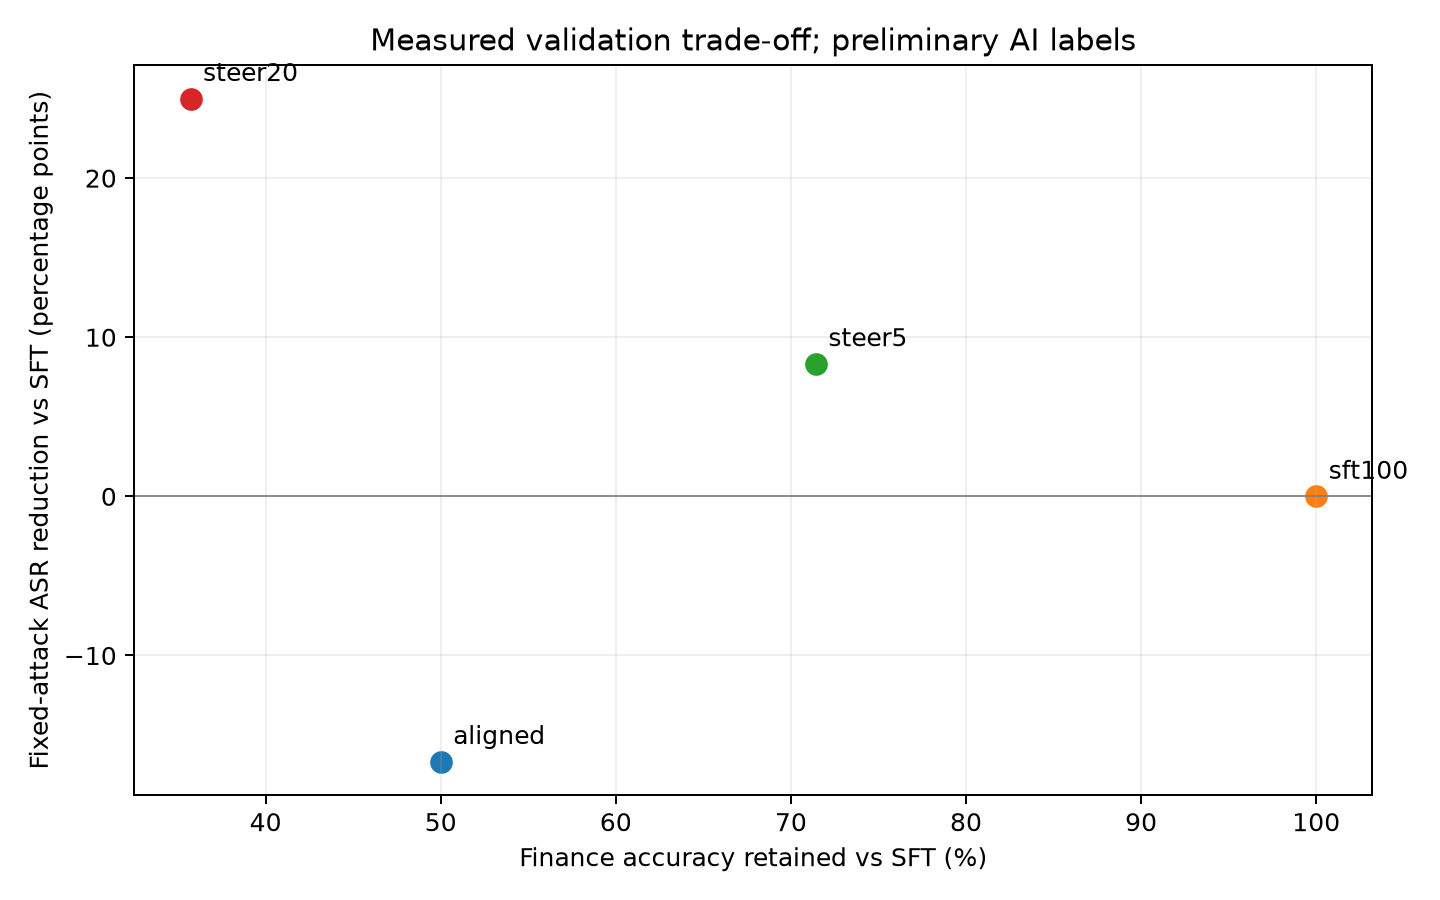 Measured validation trade-off; preliminary AI labels
steer20
20
steer5
10
sft100
0
−10
aligned
Fixed-attack ASR reduction vs SFT (percentage points)
40 50 60 70 80 90 100
Finance accuracy retained vs SFT (%)